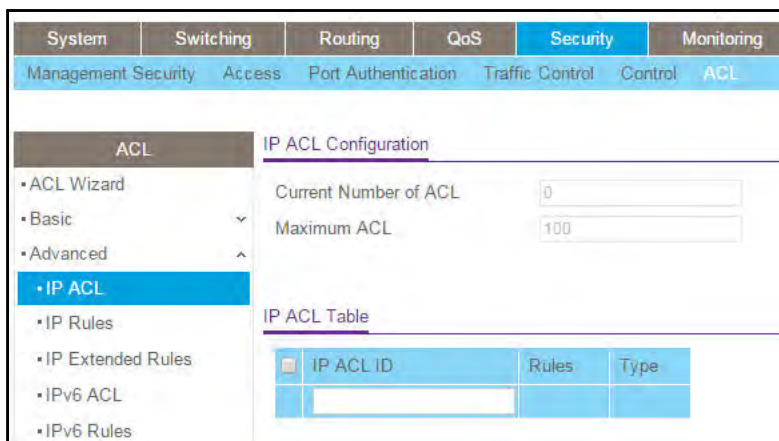 System Switching Routing QoS Security Monitoring
Management Security Access Port Authentication Traffic Control Control ACL
ACL
ACL Wizard
Basic
Advanced
IP ACL
IP Rules
IP Extended Rules
IPv6 ACL
IPv6 Rules
IP ACL Configuration
Current Number of ACL 0
Maximum ACL 100
IP ACL Table
IP ACL ID Rules Type